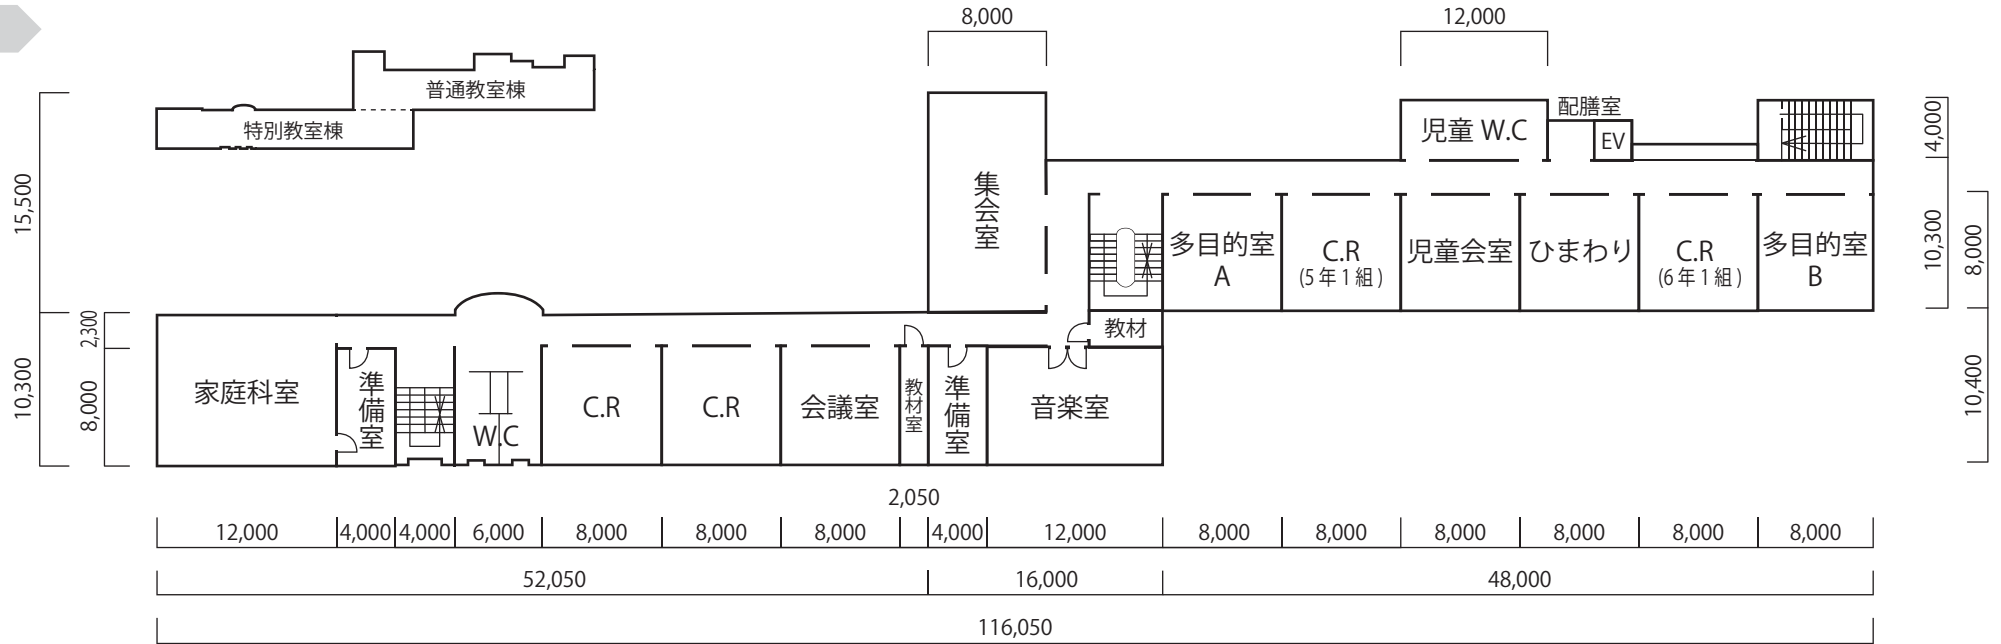 8,000
12,000
普通教室棟
特別教室棟
配膳室
児童 W.C
EV
4,000
15,500
集会室
10,300
8,000
多目的室
A
C.R
(5 年 1 組 )
児童会室
ひまわり
C.R
(6 年 1 組 )
多目的室
B
教材
2,300
10,300
8,000
家庭科室
準備室
W.C
C.R
C.R
会議室
教材室
準備室
音楽室
10,400
2,050
12,000
4,000
4,000
6,000
8,000
8,000
8,000
4,000
12,000
8,000
8,000
8,000
8,000
8,000
8,000
52,050
16,000
48,000
116,050